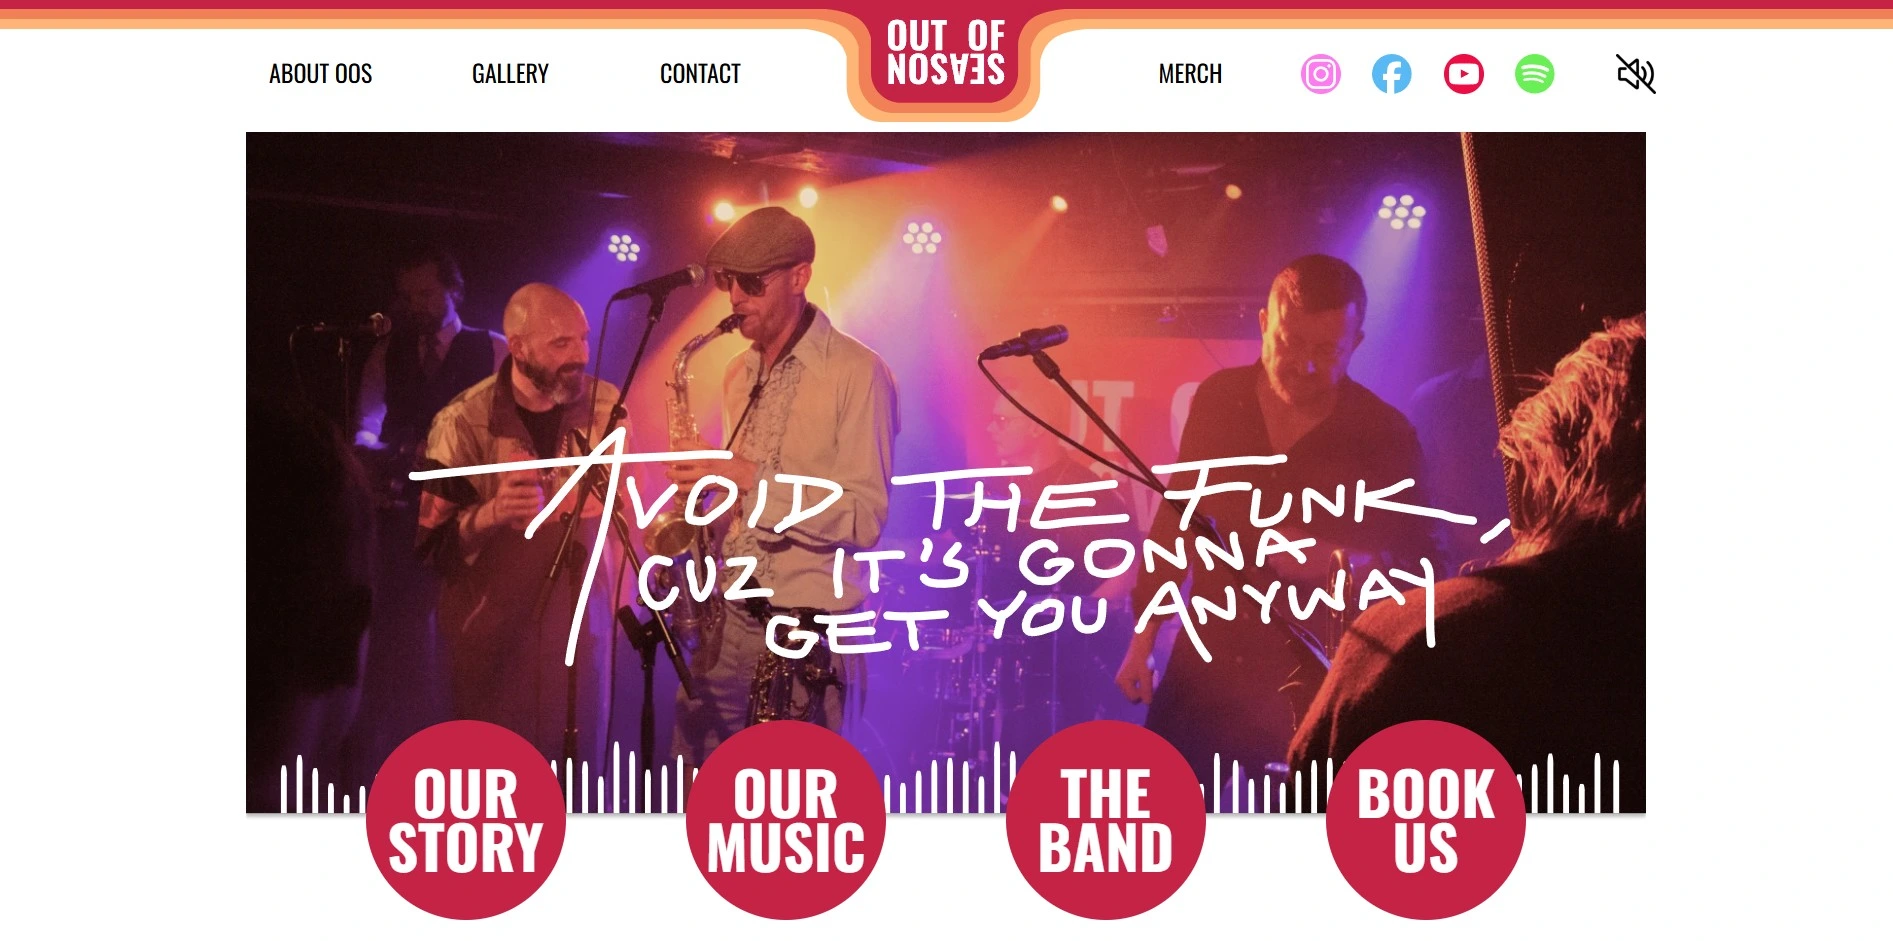 OUT OF
SEASON
ABOUT OOS
GALLERY
CONTACT
MERCH
AVOID THE FUNK,
CUZ IT'S GONNA
GET YOU ANYWAY
OUR
STORY
OUR
MUSIC
THE
BAND
BOOK
US